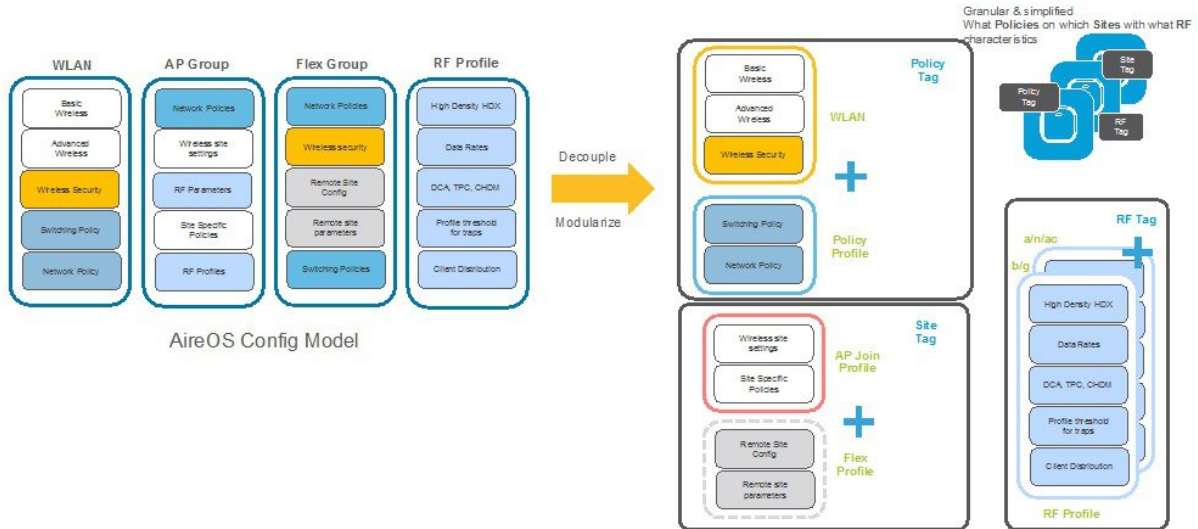 Granular & simplified
What Policies on which Sites with what RF
characteristics
WLAN
Basic
Wireless
Advanced
Wireless
Wireless Security
Switching Policy
Network Policy
AP Group
Network Policies
Wireless site
settings
RF Parameters
Site Specific
Policies
RF Profiles
Flex Group
Network Policies
Wireless security
Remote Site
Config
Remote site
parameters
Switching Policies
RF Profile
High Density HDX
Data Rates
DCA, TPC, CHDM
Profile threshold
for traps
Client Distribution
AireOS Config Model
Decouple
Modularize
Policy
Tag
Basic
Wireless
Advanced
Wireless
Wireless Security
WLAN
Switching Policy
Network Policy
Policy
Profile
Site
Tag
Wireless site
settings
Site Specific
Policies
AP Join
Profile
Remote Site
Config
Remote site
parameters
Flex
Profile
Site
Tag
Policy
Tag
RF
Tag
RF Tag
a/n/ac
b/g
High Density HDX
Data Rates
DCA, TPC, CHDM
Profile threshold
for traps
Client Distribution
RF Profile